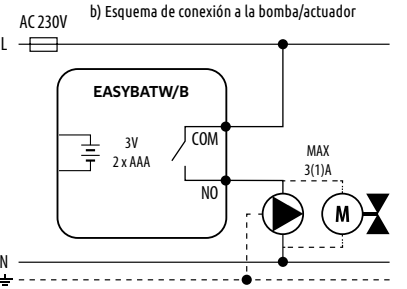 b) Esquema de conexión a la bomba/actuador
AC 230V
L
EASYBATW/B
COM
3V
2 x AAA
NO
MAX
3(1)A
M
N